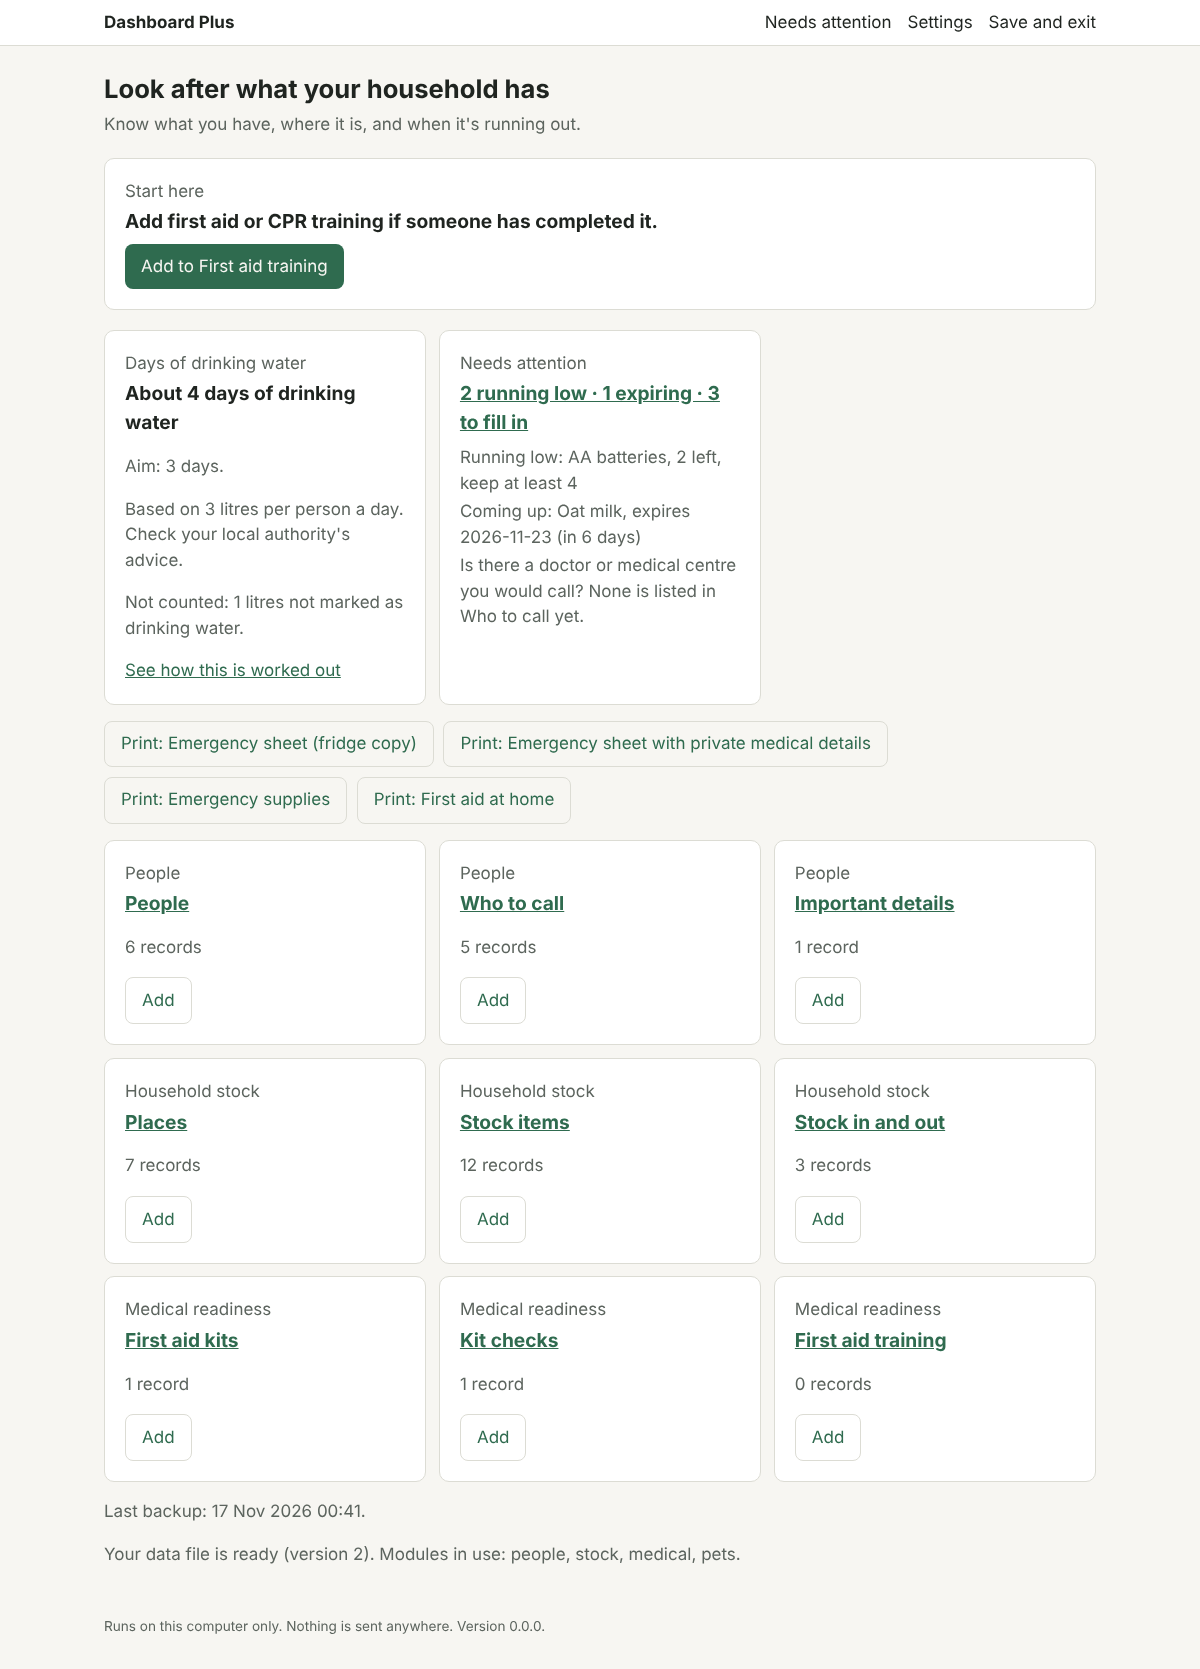 Dashboard Plus
Needs attention Settings Save and exit
Look after what your household has
Know what you have, where it is, and when it's running out.
Start here
Add first aid or CPR training if someone has completed it.
Add to First aid training
Days of drinking water
About 4 days of drinking
water
Aim: 3 days.
Based on 3 litres per person a day.
Check your local authority's
advice.
Not counted: 1 litres not marked as
drinking water.
See how this is worked out
Needs attention
2 running low · 1 expiring · 3
to fill in
Running low: AA batteries, 2 left,
keep at least 4
Coming up: Oat milk, expires
2026-11-23 (in 6 days)
Is there a doctor or medical centre
you would call? None is listed in
Who to call yet.
Print: Emergency sheet (fridge copy)
Print: Emergency sheet with private medical details
Print: Emergency supplies
Print: First aid at home
People
People
6 records
Add
People
Who to call
5 records
Add
People
Important details
1 record
Add
Household stock
Places
7 records
Add
Household stock
Stock items
12 records
Add
Household stock
Stock in and out
3 records
Add
Medical readiness
First aid kits
1 record
Add
Medical readiness
Kit checks
1 record
Add
Medical readiness
First aid training
0 records
Add
Last backup: 17 Nov 2026 00:41.
Your data file is ready (version 2). Modules in use: people, stock, medical, pets.
Runs on this computer only. Nothing is sent anywhere. Version 0.0.0.